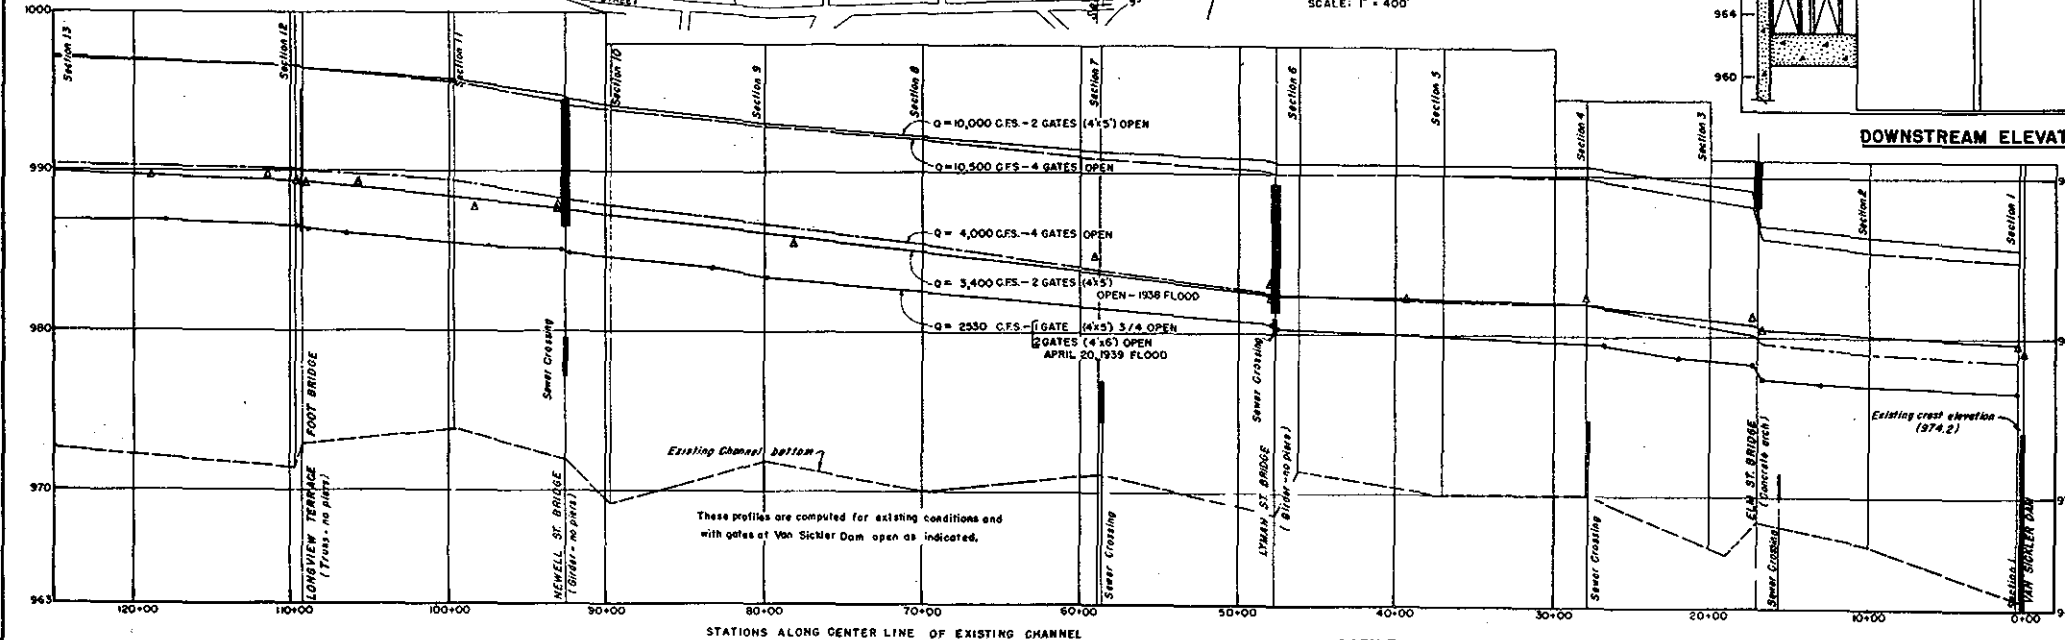 STREET
SCALE: 1" = 400'
964
960
DOWNSTREAM ELEVAT
1000
990
980
970
963
Section 13
Section 12
Section 11
Section 10
Section 9
Section 8
Section 7
Section 6
Section 5
Section 4
Section 3
Section 2
Section 1
Q = 10,000 C.F.S. - 2 GATES (4'x5') OPEN
Q = 10,500 C.F.S. - 4 GATES OPEN
Q = 4,000 C.F.S. - 4 GATES OPEN
Q = 3,400 C.F.S. - 2 GATES (4'x5')
OPEN - 1938 FLOOD
Q = 2530 C.F.S. - 1 GATE (4'x5') 3/4 OPEN
2 GATES (4'x6') OPEN
APRIL 20, 1939 FLOOD
LONGVIEW TERRACE FOOT BRIDGE
(Truss - no piers)
Sewer Crossing
NEWELL ST. BRIDGE
(Girder - no piers)
Existing Channel bottom
These profiles are computed for existing conditions and
with gates at Van Sickler Dam open as indicated.
Sewer Crossing
Sewer Crossing
LYMAN ST. BRIDGE
(Girder - no piers)
Sewer Crossing
ELM ST. BRIDGE
(Concrete arch)
Sewer Crossing
Existing crest elevation
(974.2)
Section 1
VAN SICKLER DAM
120+00
110+00
100+00
90+00
80+00
70+00
60+00
50+00
40+00
30+00
20+00
10+00
0+00
STATIONS ALONG CENTER LINE OF EXISTING CHANNEL